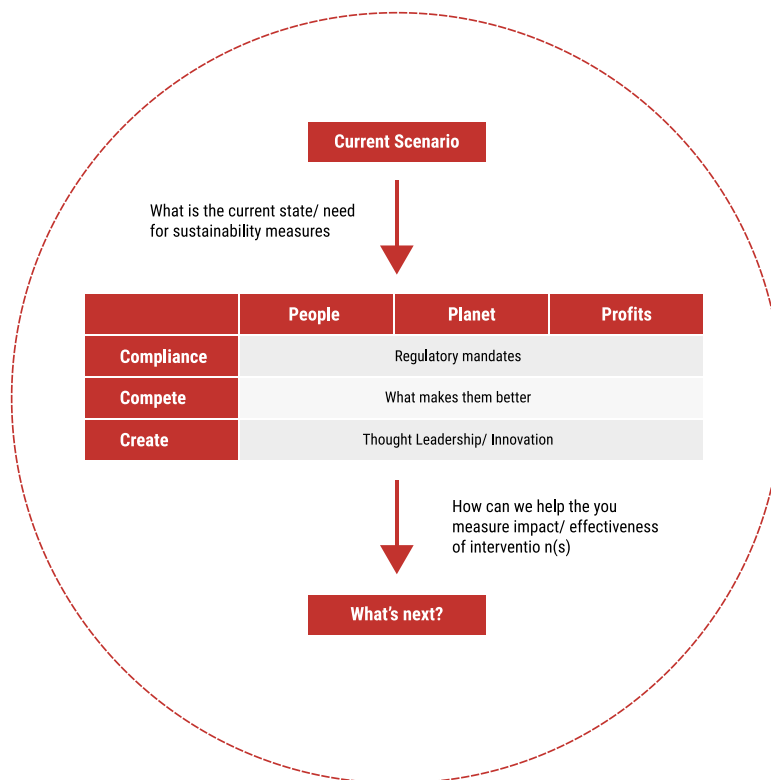 Current Scenario
What is the current state/ need
for sustainability measures
People Planet Profits
Compliance Regulatory mandates
Compete What makes them better
Create Thought Leadership/ Innovation
How can we help the you
measure impact/ effectiveness
of interventio n(s)
What's next?